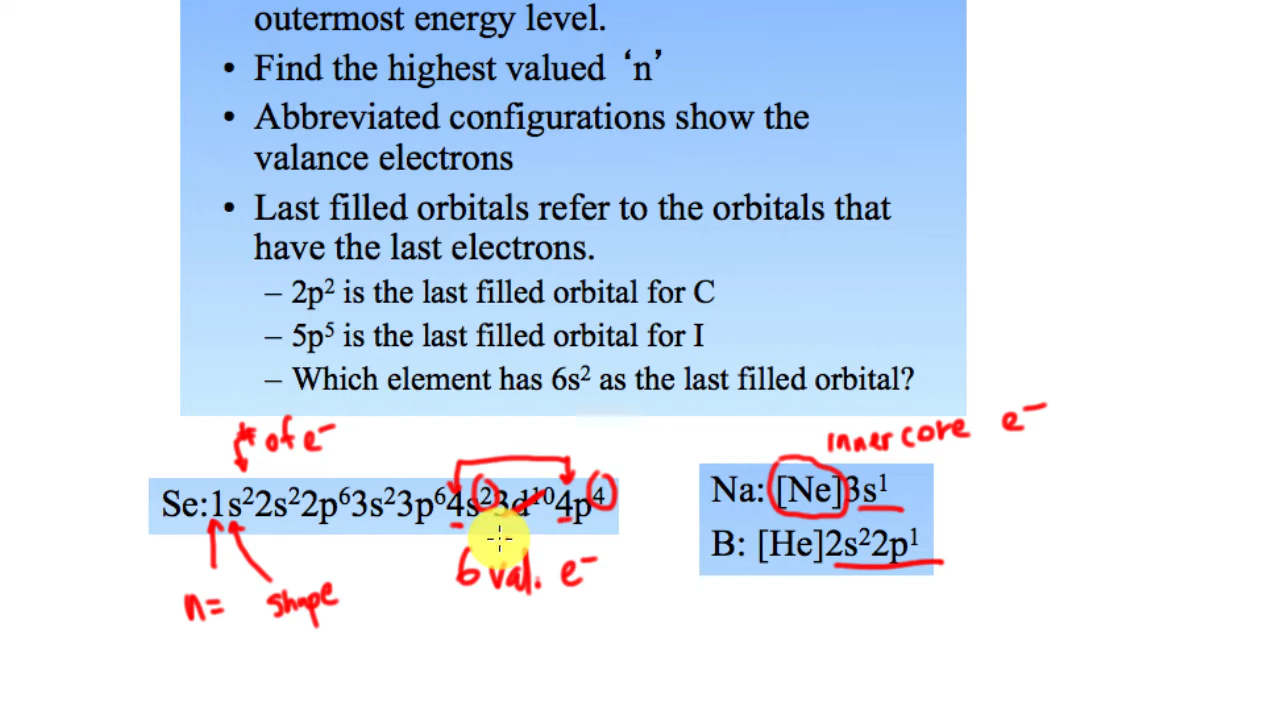 outermost energy level.
• Find the highest valued ‘n’
• Abbreviated configurations show the
valance electrons
• Last filled orbitals refer to the orbitals that
have the last electrons.
– 2p² is the last filled orbital for C
– 5p⁵ is the last filled orbital for I
– Which element has 6s² as the last filled orbital?
# of e⁻
inner core e⁻
Se:1s²2s²2p⁶3s²3p⁶4s²3d¹⁰4p⁴
Na: [Ne]3s¹
B: [He]2s²2p¹
6 val. e⁻
n= shape